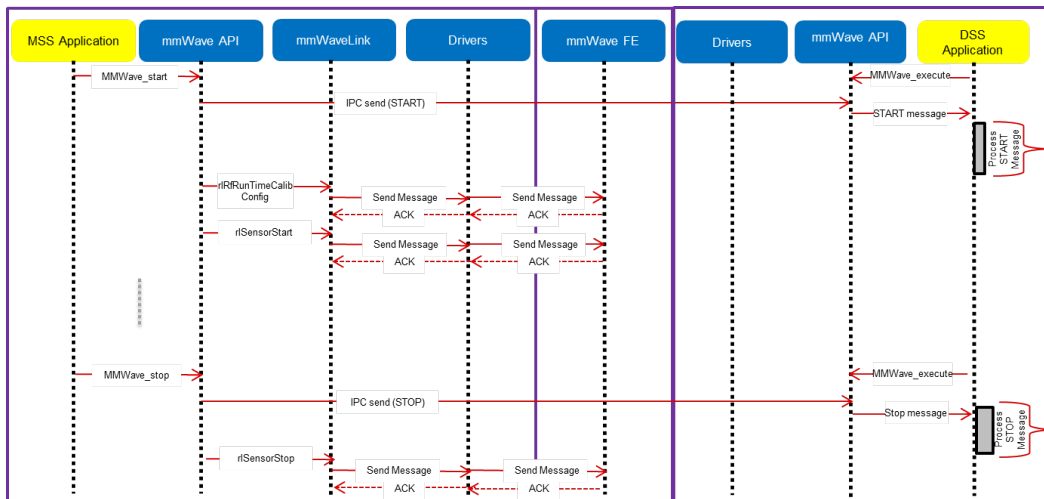 MSS Application
mmWave API
mmWaveLink
Drivers
mmWave FE
Drivers
mmWave API
DSS
Application
MMWave_start
MMWave_execute
IPC send (START)
START message
Process
START
Message
rlRfRunTimeCalib
Config
Send Message
Send Message
ACK
ACK
rlSensorStart
Send Message
Send Message
ACK
ACK
MMWave_stop
MMWave_execute
IPC send (STOP)
Stop message
Process
STOP
Message
rlSensorStop
Send Message
Send Message
ACK
ACK